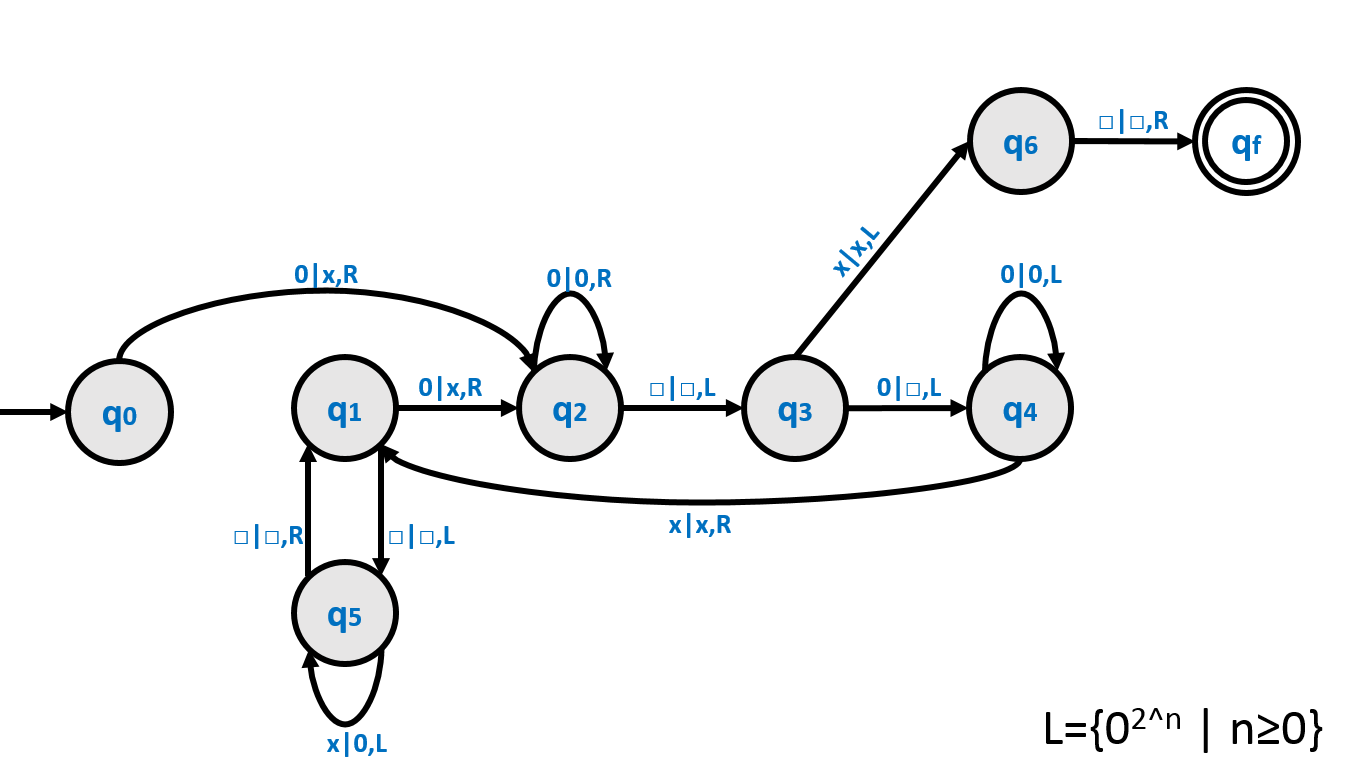 □|□,R
q6
qf
x|x,L
0|x,R
0|0,R
0|0,L
0|x,R
□|□,L
0|□,L
q0
q1
q2
q3
q4
x|x,R
□|□,R
□|□,L
q5
x|0,L
L={0^2^n | n≥0}